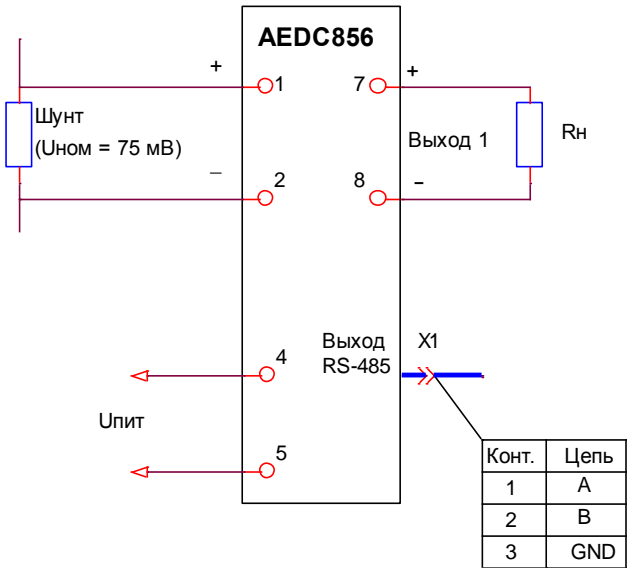 AEDC856
+ 1 7 +
Шунт
(Uном = 75 мВ)
Выход 1
Rн
– 2 8 –
Выход
RS-485
X1
4
Uпит
5
Конт. Цепь
1 A
2 B
3 GND